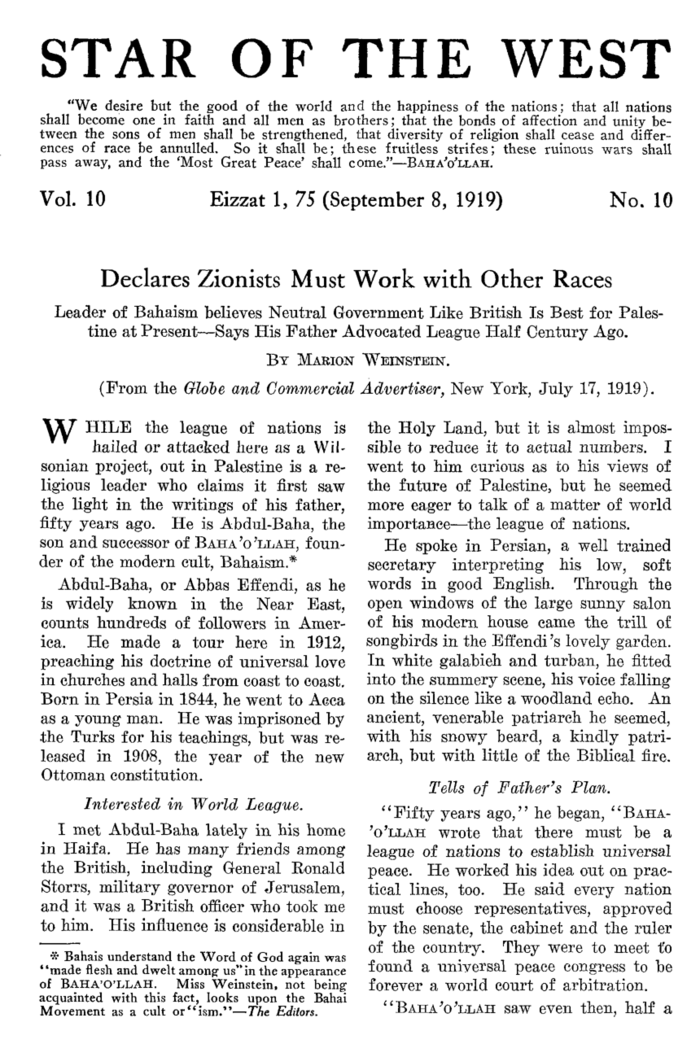 STAR OF THE WEST
"We desire but the good of the world and the happiness of the nations; that all nations
shall become one in faith and all men as brothers; that the bonds of affection and unity be-
tween the sons of men shall be strengthened, that diversity of religion shall cease and differ-
ences of race be annulled. So it shall be; these fruitless strifes; these ruinous wars shall
pass away, and the 'Most Great Peace' shall come."—BAHA'O'LLAH.
Vol. 10 Eizzat 1, 75 (September 8, 1919) No. 10
Declares Zionists Must Work with Other Races
Leader of Bahaism believes Neutral Government Like British Is Best for Pales-
tine at Present—Says His Father Advocated League Half Century Ago.
BY MARION WEINSTEIN.
(From the Globe and Commercial Advertiser, New York, July 17, 1919).
WHILE the league of nations is
hailed or attacked here as a Wil-
sonian project, out in Palestine is a re-
ligious leader who claims it first saw
the light in the writings of his father,
fifty years ago. He is Abdul-Baha, the
son and successor of BAHA'O'LLAH, foun-
der of the modern cult, Bahaism.*
Abdul-Baha, or Abbas Effendi, as he
is widely known in the Near East,
counts hundreds of followers in Amer-
ica. He made a tour here in 1912,
preaching his doctrine of universal love
in churches and halls from coast to coast.
Born in Persia in 1844, he went to Acca
as a young man. He was imprisoned by
the Turks for his teachings, but was re-
leased in 1908, the year of the new
Ottoman constitution.
Interested in World League.
I met Abdul-Baha lately in his home
in Haifa. He has many friends among
the British, including General Ronald
Storrs, military governor of Jerusalem,
and it was a British officer who took me
to him. His influence is considerable in
* Bahais understand the Word of God again was
"made flesh and dwelt among us" in the appearance
of BAHA'O'LLAH. Miss Weinstein, not being
acquainted with this fact, looks upon the Bahai
Movement as a cult or "ism."—The Editors.
the Holy Land, but it is almost impos-
sible to reduce it to actual numbers. I
went to him curious as to his views of
the future of Palestine, but he seemed
more eager to talk of a matter of world
importance—the league of nations.
He spoke in Persian, a well trained
secretary interpreting his low, soft
words in good English. Through the
open windows of the large sunny salon
of his modern house came the trill of
songbirds in the Effendi's lovely garden.
In white galabich and turban, he fitted
into the summery scene, his voice falling
on the silence like a woodland echo. An
ancient, venerable patriarch he seemed,
with his snowy beard, a kindly patri-
arch, but with little of the Biblical fire.
Tells of Father's Plan.
"Fifty years ago," he began, "BAHA-
'O'LLAH wrote that there must be a
league of nations to establish universal
peace. He worked his idea out on prac-
tical lines, too. He said every nation
must choose representatives, approved
by the senate, the cabinet and the ruler
of the country. They were to meet to
found a universal peace congress to be
forever a world court of arbitration.
"BAHA'O'LLAH saw even then, half a